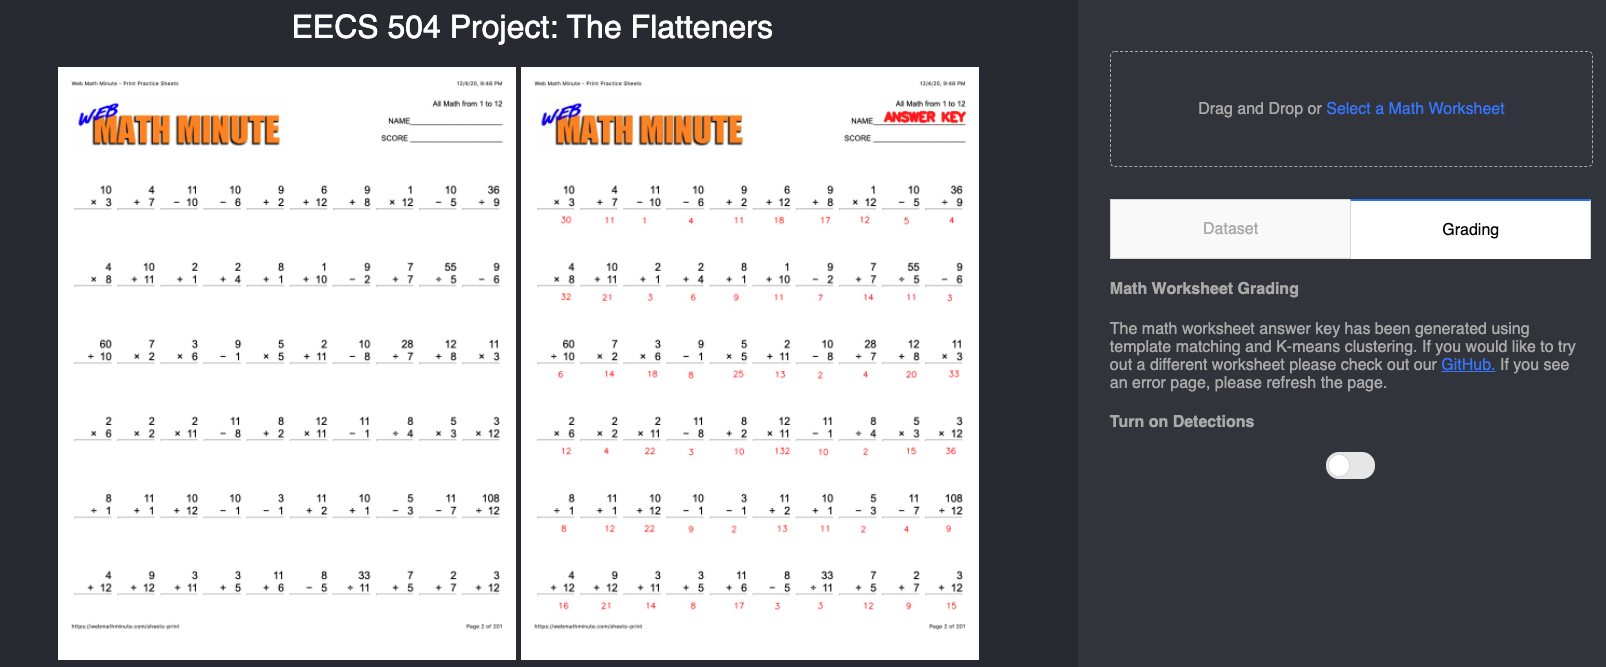 EECS 504 Project: The Flatteners
Web Math Minute - Print Practice Sheets 12/6/20, 9:48 PM
WEB
MATH MINUTE
All Math from 1 to 12
NAME
SCORE
10 4 11 10 9 6 9 1 10 36
× 3 + 7 − 10 − 6 + 2 + 12 + 8 × 12 − 5 ÷ 9
4 10 2 2 8 1 9 7 55 9
× 8 + 11 + 1 + 4 + 1 + 10 − 2 + 7 ÷ 5 − 6
60 7 3 9 5 2 10 28 12 11
÷ 10 × 2 × 6 − 1 × 5 + 11 − 8 ÷ 7 + 8 × 3
2 2 2 11 8 12 11 8 5 3
× 6 × 2 × 11 − 8 + 2 × 11 − 1 ÷ 4 × 3 × 12
8 11 10 10 3 11 10 5 11 108
+ 1 + 1 + 12 − 1 − 1 + 2 + 1 − 3 − 7 ÷ 12
4 9 3 3 11 8 33 7 2 3
+ 12 + 12 + 11 + 5 + 6 − 5 ÷ 11 + 5 + 7 + 12
https://webmathminute.com/sheets-print Page 2 of 201
Web Math Minute - Print Practice Sheets 12/6/20, 9:48 PM
WEB
MATH MINUTE
All Math from 1 to 12
NAME ANSWER KEY
SCORE
10 4 11 10 9 6 9 1 10 36
× 3 + 7 − 10 − 6 + 2 + 12 + 8 × 12 − 5 ÷ 9
30 11 1 4 11 18 17 12 5 4
4 10 2 2 8 1 9 7 55 9
× 8 + 11 + 1 + 4 + 1 + 10 − 2 + 7 ÷ 5 − 6
32 21 3 6 9 11 7 14 11 3
60 7 3 9 5 2 10 28 12 11
÷ 10 × 2 × 6 − 1 × 5 + 11 − 8 ÷ 7 + 8 × 3
6 14 18 8 25 13 2 4 20 33
2 2 2 11 8 12 11 8 5 3
× 6 × 2 × 11 − 8 + 2 × 11 − 1 ÷ 4 × 3 × 12
12 4 22 3 10 132 10 2 15 36
8 11 10 10 3 11 10 5 11 108
+ 1 + 1 + 12 − 1 − 1 + 2 + 1 − 3 − 7 ÷ 12
8 12 22 9 2 13 11 2 4 9
4 9 3 3 11 8 33 7 2 3
+ 12 + 12 + 11 + 5 + 6 − 5 ÷ 11 + 5 + 7 + 12
16 21 14 8 17 3 3 12 9 15
https://webmathminute.com/sheets-print Page 2 of 201
Drag and Drop or Select a Math Worksheet
Dataset Grading
Math Worksheet Grading
The math worksheet answer key has been generated using
template matching and K-means clustering. If you would like to try
out a different worksheet please check out our GitHub. If you see
an error page, please refresh the page.
Turn on Detections